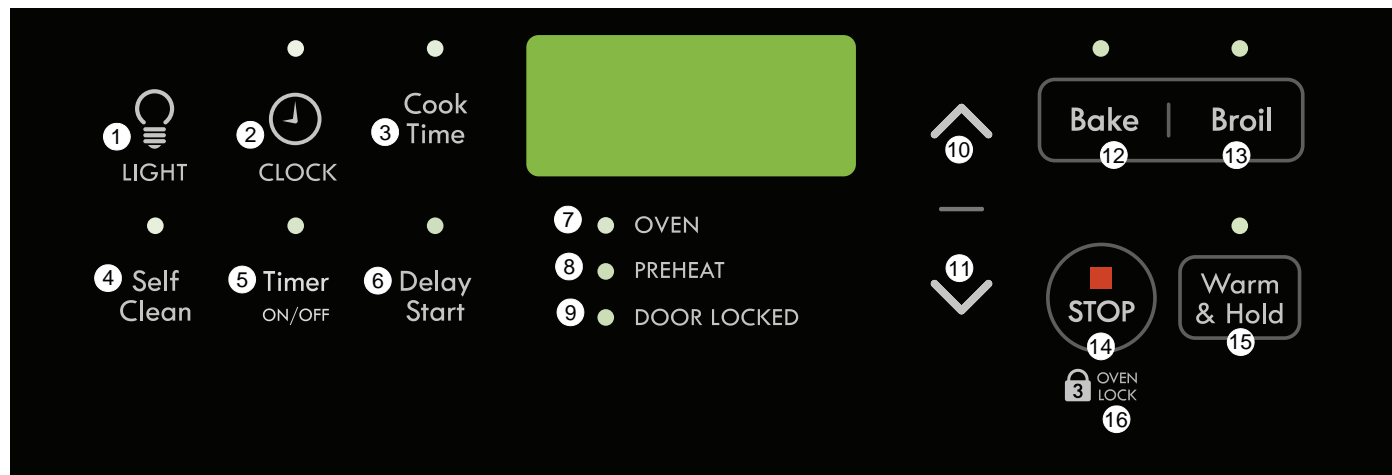 1
LIGHT
2
CLOCK
3 Cook
Time
4 Self
Clean
5 Timer
ON/OFF
6 Delay
Start
7 OVEN
8 PREHEAT
9 DOOR LOCKED
10
11
Bake | Broil
12 13
STOP
14
Warm
& Hold
15
3 OVEN
LOCK
16